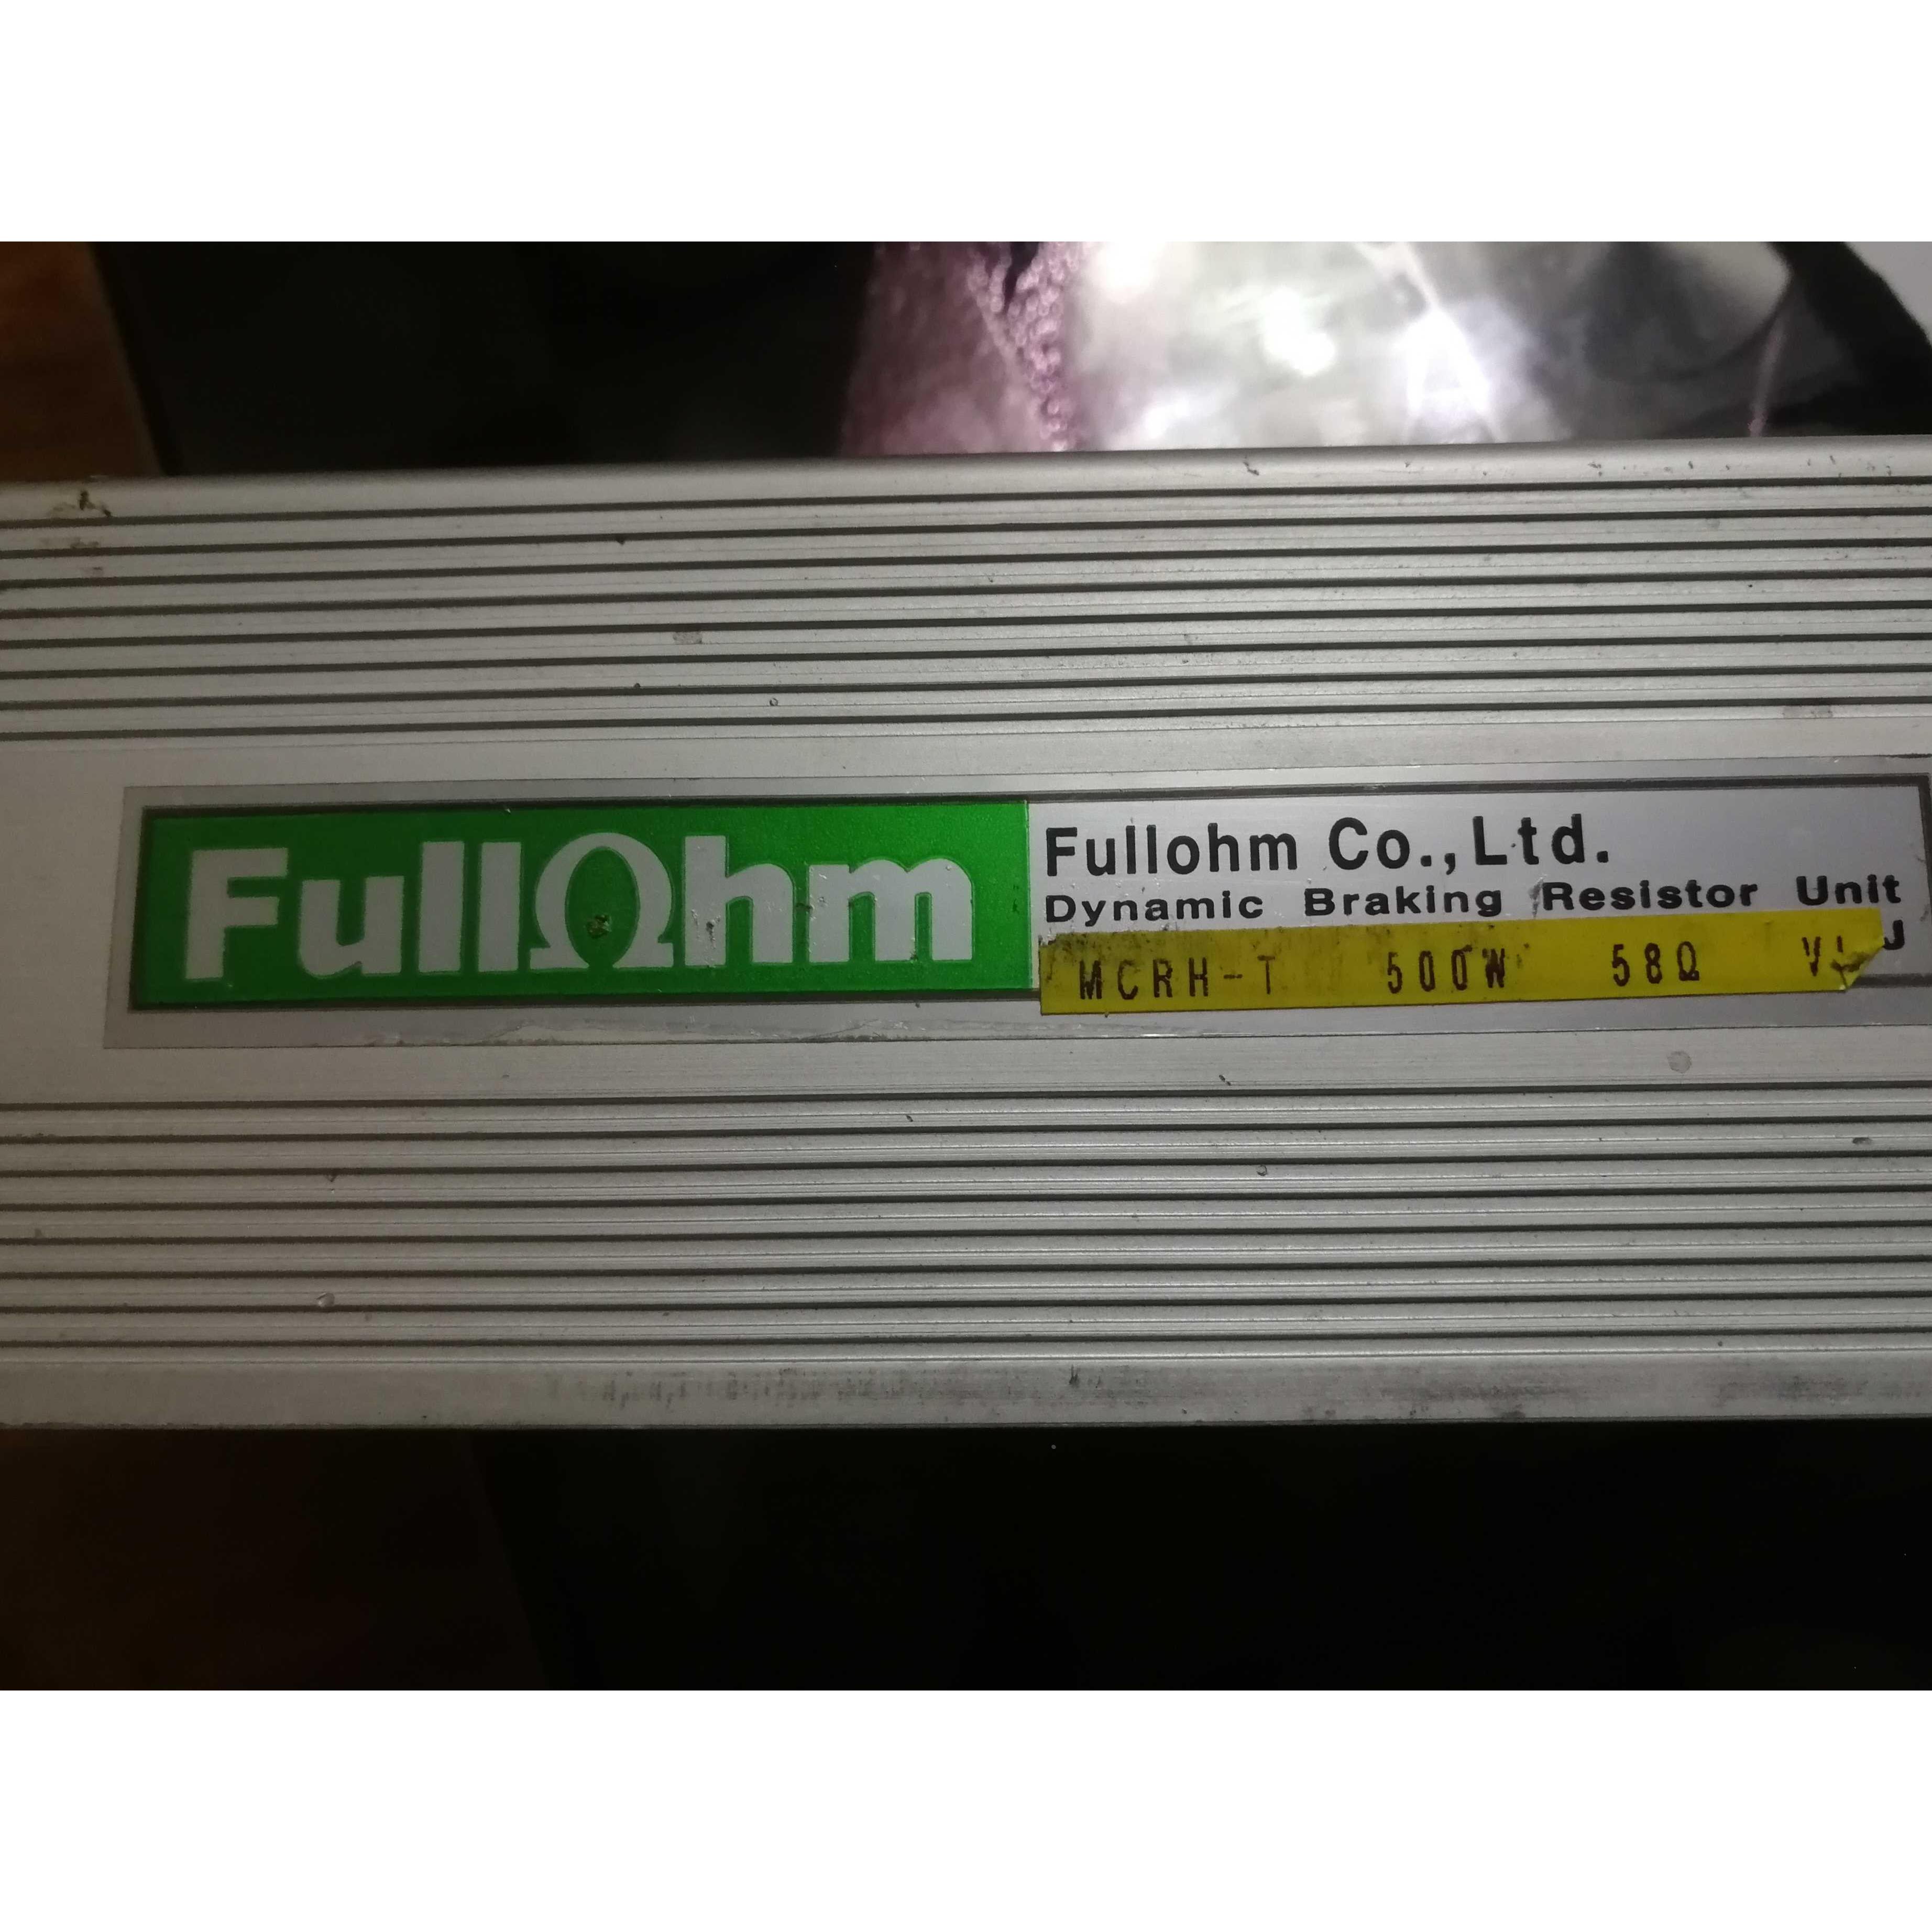 FullΩhm
Fullohm Co.,Ltd.
Dynamic Braking Resistor Unit
MCRH-T 500W 58Ω